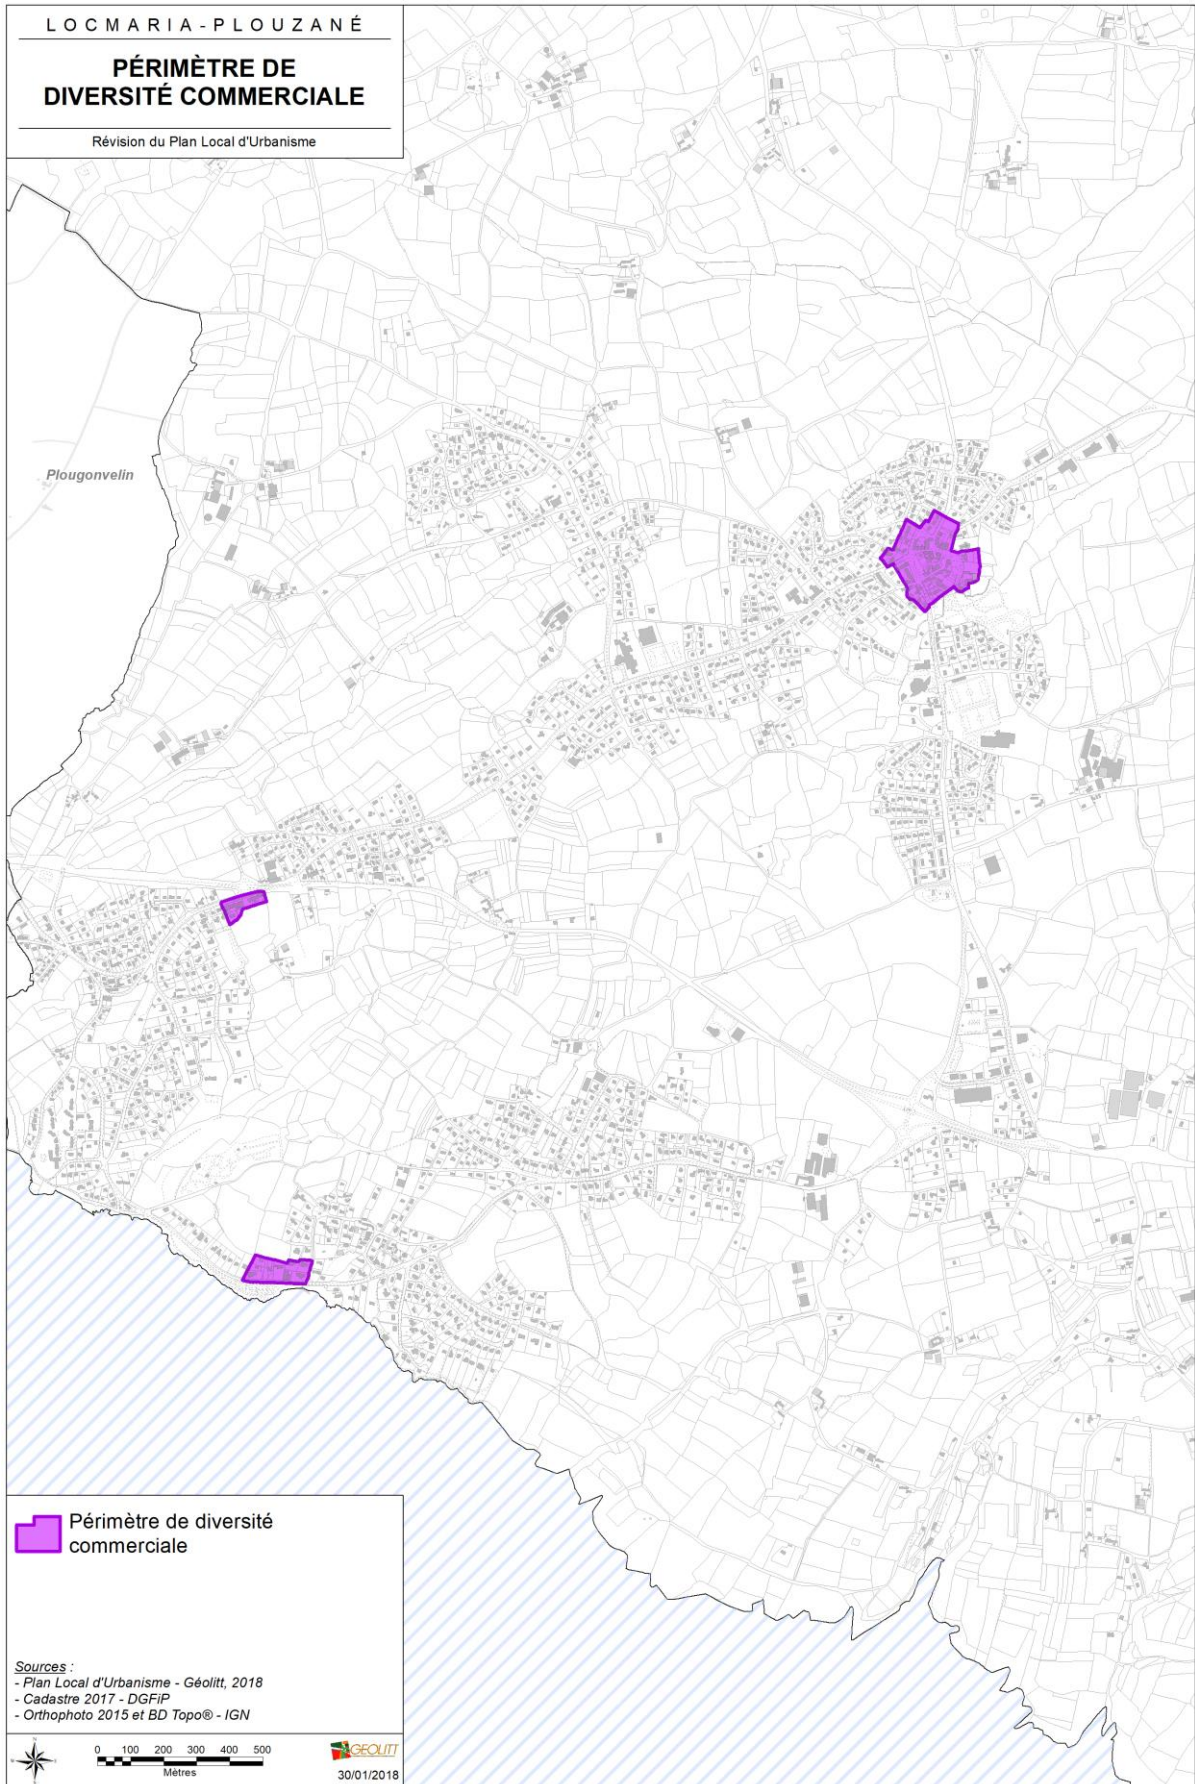 LOCMARIA-PLOUZANÉ
PÉRIMÈTRE DE
DIVERSITÉ COMMERCIALE
Révision du Plan Local d'Urbanisme
Plougonvelin
Périmètre de diversité
commerciale
Sources :
- Plan Local d'Urbanisme - Géolitt, 2018
- Cadastre 2017 - DGFiP
- Orthophoto 2015 et BD Topo® - IGN
N
0 100 200 300 400 500
Mètres
GEOLITT
30/01/2018